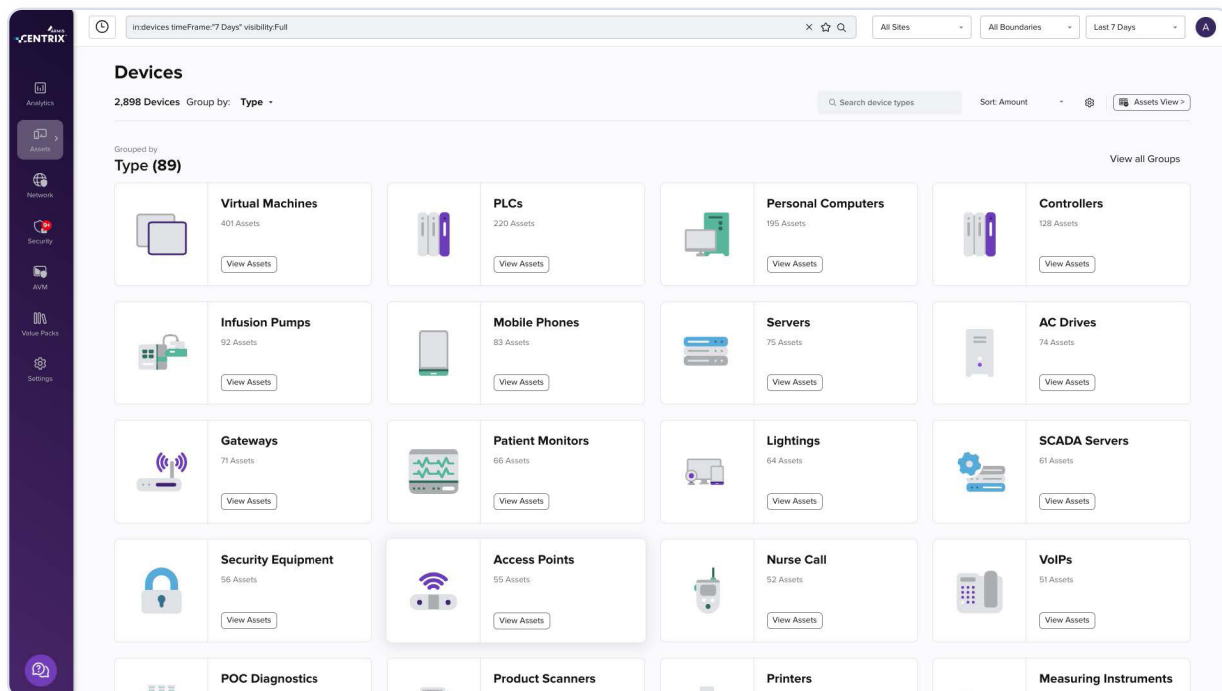 ARMIS
CENTRIX
in:devices timeFrame:"7 Days" visibility:Full
All Sites
All Boundaries
Last 7 Days
A
Analytics
Assets
Network
9+
Security
AVM
Value Packs
Settings
Devices
2,898 Devices Group by: Type
Search device types
Sort: Amount
Assets View >
Grouped by
Type (89)
View all Groups
Virtual Machines
401 Assets
View Assets
PLCs
220 Assets
View Assets
Personal Computers
195 Assets
View Assets
Controllers
128 Assets
View Assets
Infusion Pumps
92 Assets
View Assets
Mobile Phones
83 Assets
View Assets
Servers
75 Assets
View Assets
AC Drives
74 Assets
View Assets
Gateways
71 Assets
View Assets
Patient Monitors
66 Assets
View Assets
Lightings
64 Assets
View Assets
SCADA Servers
61 Assets
View Assets
Security Equipment
56 Assets
View Assets
Access Points
55 Assets
View Assets
Nurse Call
52 Assets
View Assets
VoIPs
51 Assets
View Assets
POC Diagnostics
Product Scanners
Printers
Measuring Instruments